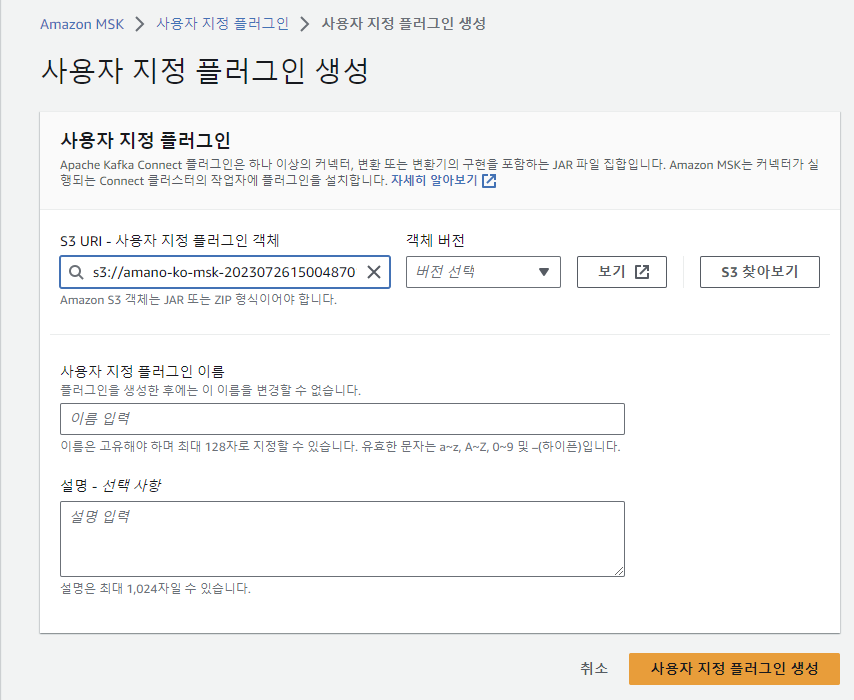 Amazon MSK > 사용자 지정 플러그인 > 사용자 지정 플러그인 생성
사용자 지정 플러그인 생성
사용자 지정 플러그인
Apache Kafka Connect 플러그인은 하나 이상의 커넥터, 변환 또는 변환기의 구현을 포함하는 JAR 파일 집합입니다. Amazon MSK는 커넥터가 실
행되는 Connect 클러스터의 작업자에 플러그인을 설치합니다. 자세히 알아보기
S3 URI - 사용자 지정 플러그인 객체
객체 버전
s3://amano-ko-msk-2023072615004870
버전 선택
보기
S3 찾아보기
Amazon S3 객체는 JAR 또는 ZIP 형식이어야 합니다.
사용자 지정 플러그인 이름
플러그인을 생성한 후에는 이 이름을 변경할 수 없습니다.
이름 입력
이름은 고유해야 하며 최대 128자로 지정할 수 있습니다. 유효한 문자는 a~z, A~Z, 0~9 및 –(하이픈)입니다.
설명 - 선택 사항
설명 입력
설명은 최대 1,024자일 수 있습니다.
취소
사용자 지정 플러그인 생성